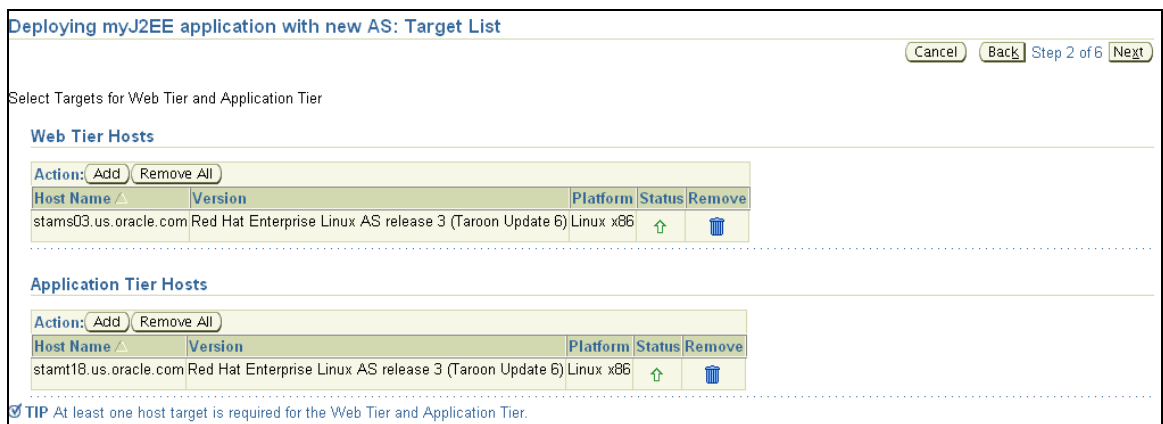 Deploying myJ2EE application with new AS: Target List
Cancel Back Step 2 of 6 Next
Select Targets for Web Tier and Application Tier
Web Tier Hosts
Action: Add Remove All
Host Name Version Platform Status Remove
stams03.us.oracle.com Red Hat Enterprise Linux AS release 3 (Taroon Update 6) Linux x86
Application Tier Hosts
Action: Add Remove All
Host Name Version Platform Status Remove
stamt18.us.oracle.com Red Hat Enterprise Linux AS release 3 (Taroon Update 6) Linux x86
TIP At least one host target is required for the Web Tier and Application Tier.